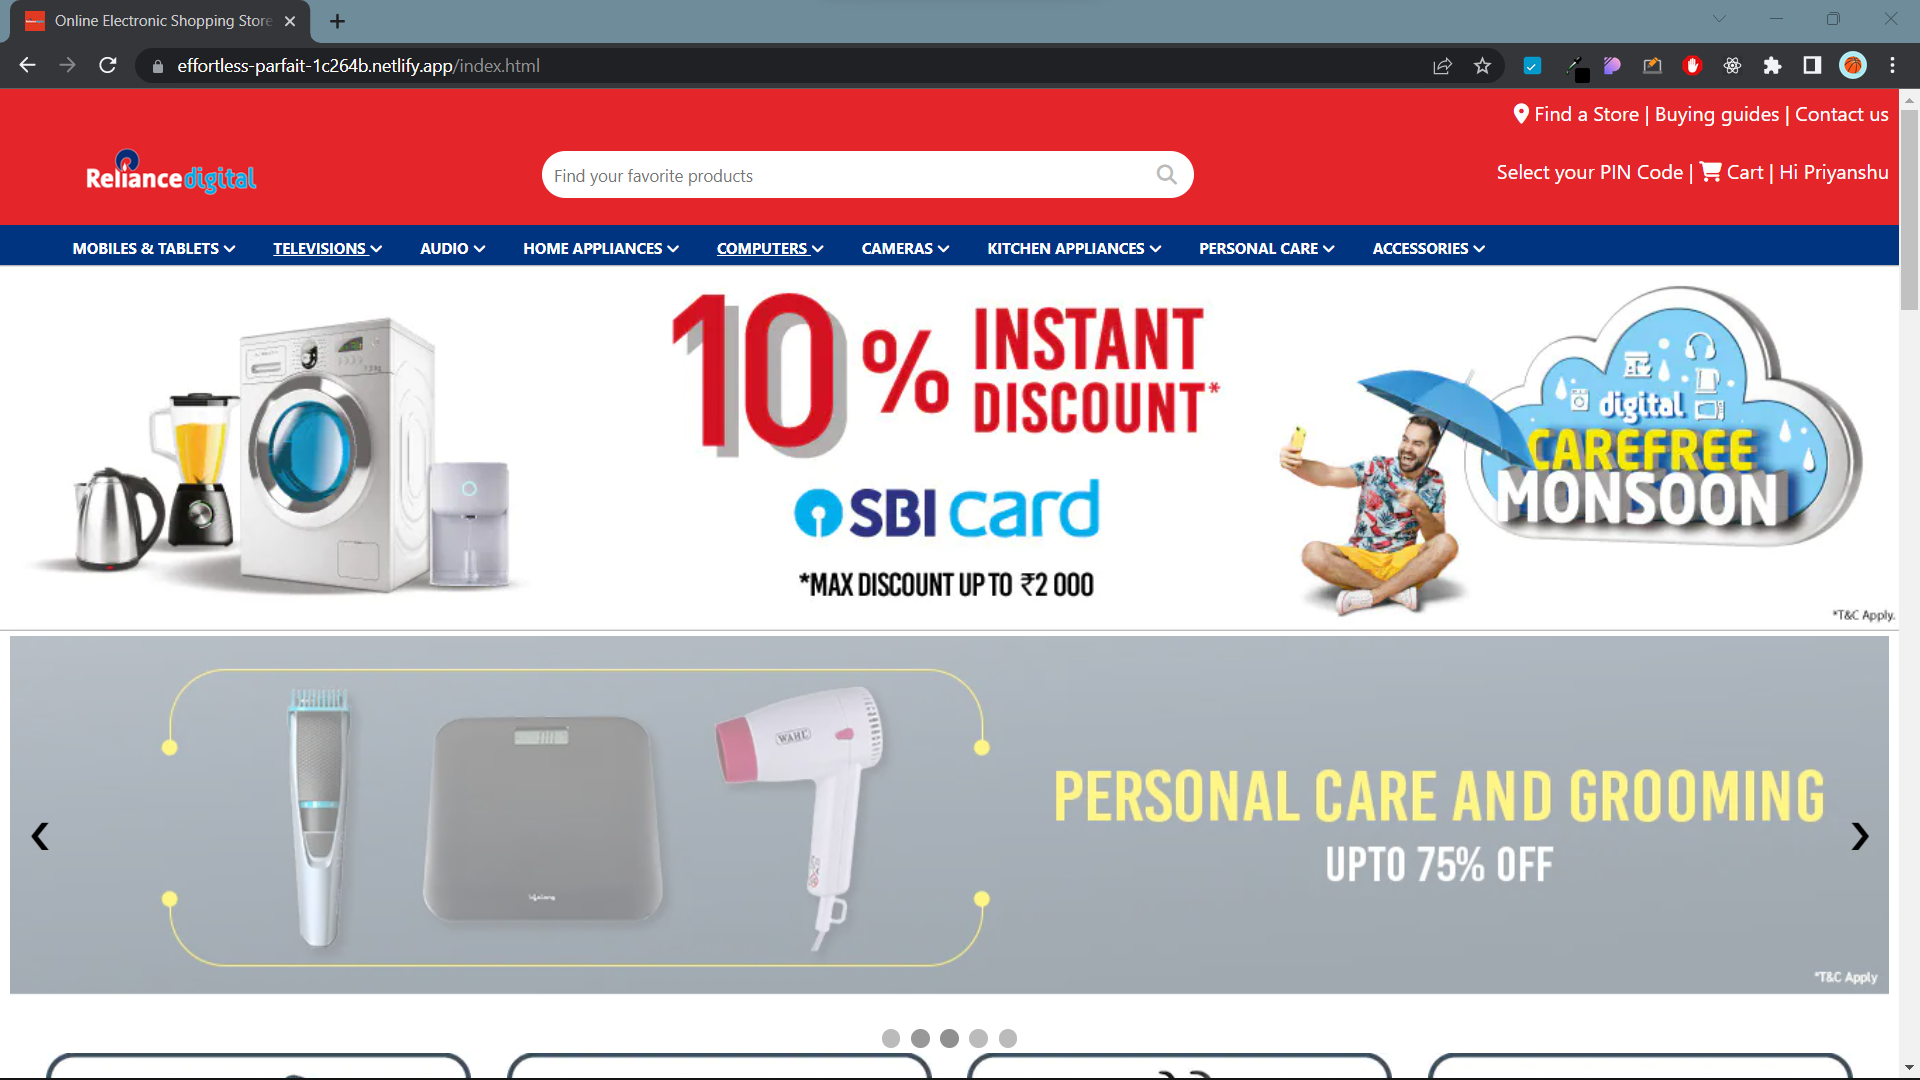 Online Electronic Shopping Store
effortless-parfait-1c264b.netlify.app/index.html
Find a Store | Buying guides | Contact us
Reliance digital
Find your favorite products
Select your PIN Code | Cart | Hi Priyanshu
MOBILES & TABLETS TELEVISIONS AUDIO HOME APPLIANCES COMPUTERS CAMERAS KITCHEN APPLIANCES PERSONAL CARE ACCESSORIES
10% INSTANT
DISCOUNT*
SBI card
*MAX DISCOUNT UP TO ₹2 000
digital
CAREFREE
MONSOON
*T&C Apply.
WAHL
PERSONAL CARE AND GROOMING
UPTO 75% OFF
*T&C Apply